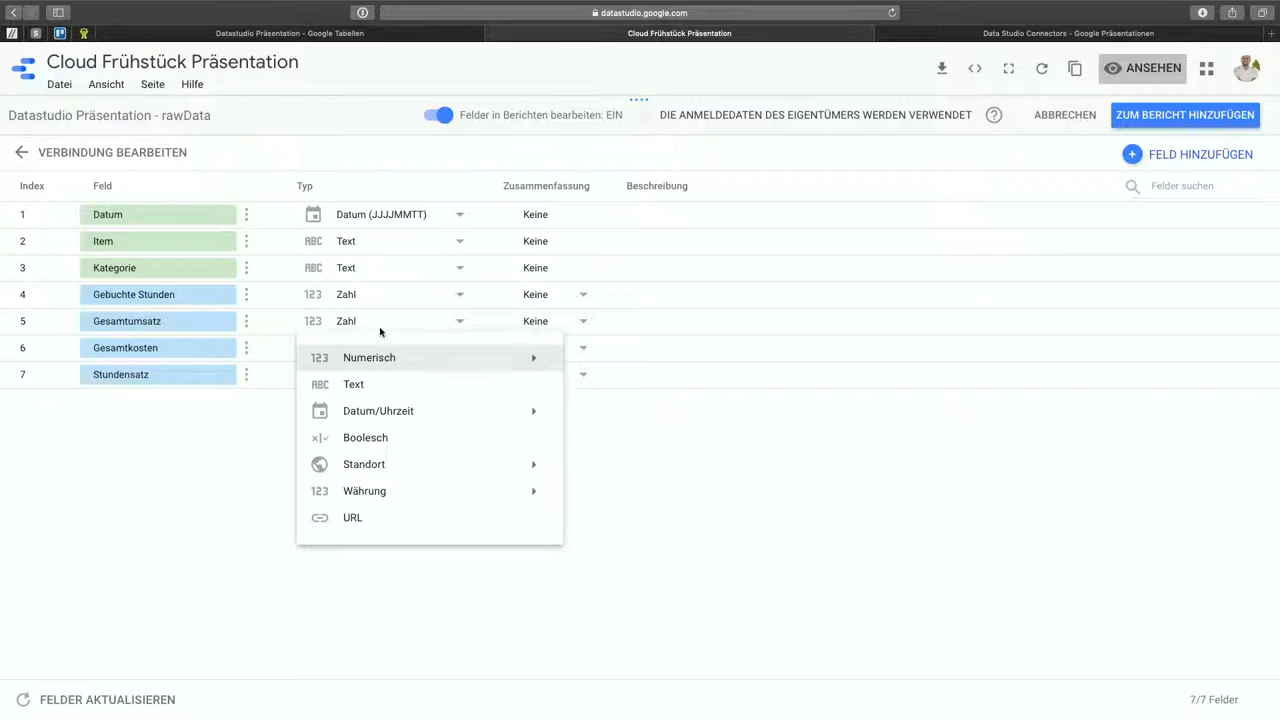 datastudio.google.com
Datastudio Präsentation - Google Tabellen
Cloud Frühstück Präsentation
Data Studio Connectors - Google Präsentationen
Cloud Frühstück Präsentation
Datei Ansicht Seite Hilfe
ANSEHEN
Datastudio Präsentation - rawData
Felder in Berichten bearbeiten: EIN
DIE ANMELDEDATEN DES EIGENTÜMERS WERDEN VERWENDET
ABBRECHEN
ZUM BERICHT HINZUFÜGEN
VERBINDUNG BEARBEITEN
FELD HINZUFÜGEN
Index Feld Typ Zusammenfassung Beschreibung
Felder suchen
1 Datum Datum (JJJJMMTT) Keine
2 Item ABC Text Keine
3 Kategorie ABC Text Keine
4 Gebuchte Stunden 123 Zahl Keine
5 Gesamtumsatz 123 Zahl Keine
6 Gesamtkosten
7 Stundensatz
123 Numerisch
ABC Text
Datum/Uhrzeit
Boolesch
Standort
123 Währung
URL
FELDER AKTUALISIEREN
7/7 Felder